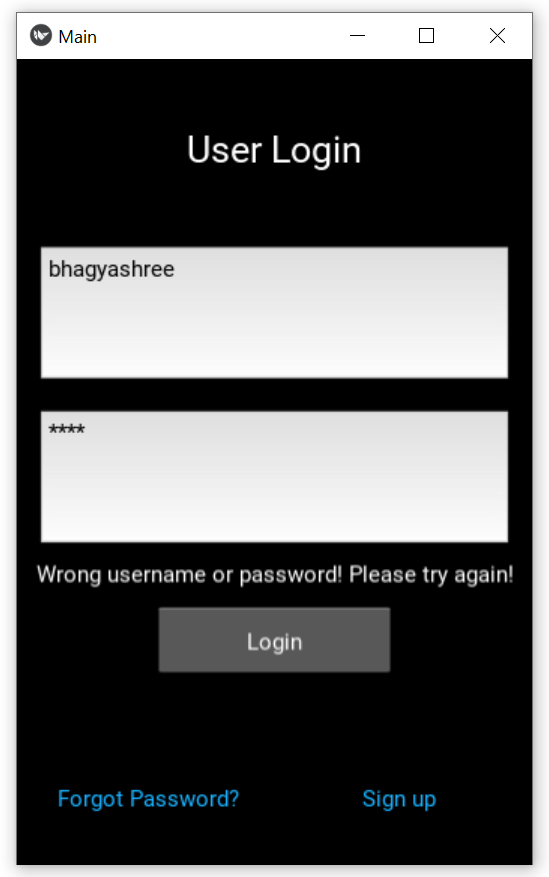 Main
User Login
bhagyashree
****
Wrong username or password! Please try again!
Login
Forgot Password? Sign up